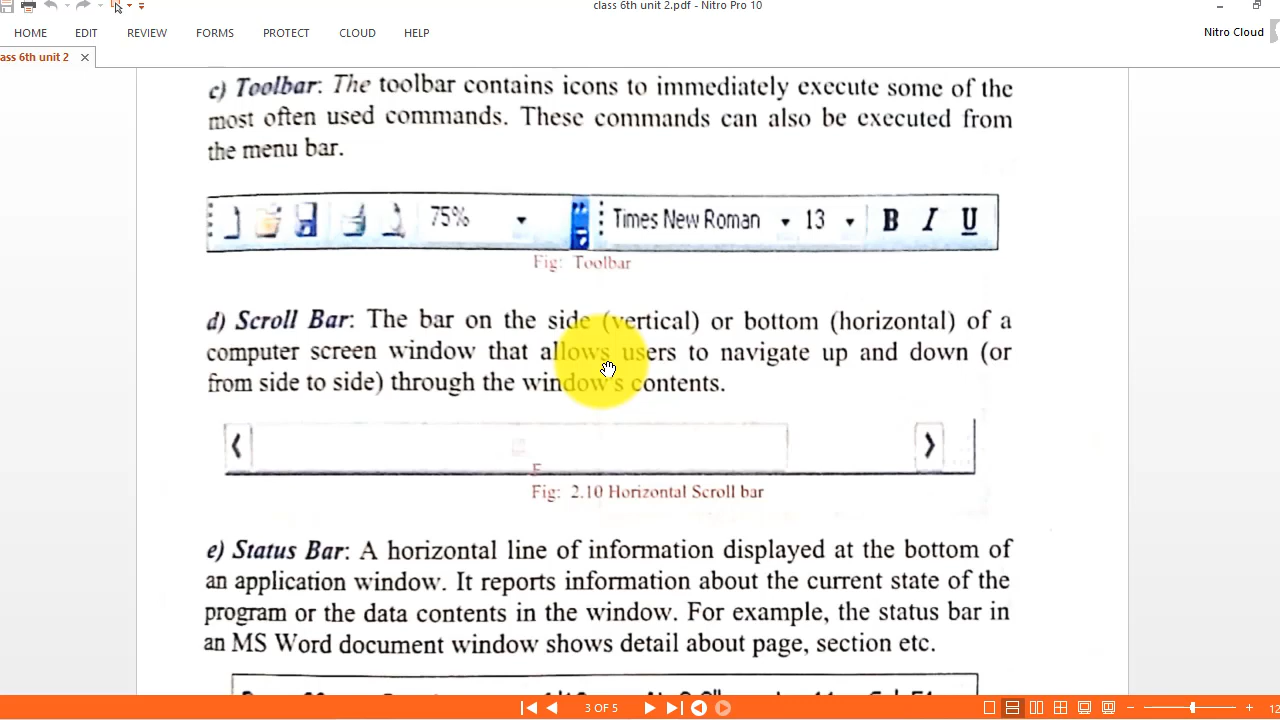 class 6th unit 2.pdf - Nitro Pro 10
HOME EDIT REVIEW FORMS PROTECT CLOUD HELP
Nitro Cloud
ass 6th unit 2
c) Toolbar: The toolbar contains icons to immediately execute some of the
most often used commands. These commands can also be executed from
the menu bar.
75% Times New Roman 13 B I U
Fig: Toolbar
d) Scroll Bar: The bar on the side (vertical) or bottom (horizontal) of a
computer screen window that allows users to navigate up and down (or
from side to side) through the window's contents.
Fig: 2.10 Horizontal Scroll bar
e) Status Bar: A horizontal line of information displayed at the bottom of
an application window. It reports information about the current state of the
program or the data contents in the window. For example, the status bar in
an MS Word document window shows detail about page, section etc.
3 OF 5